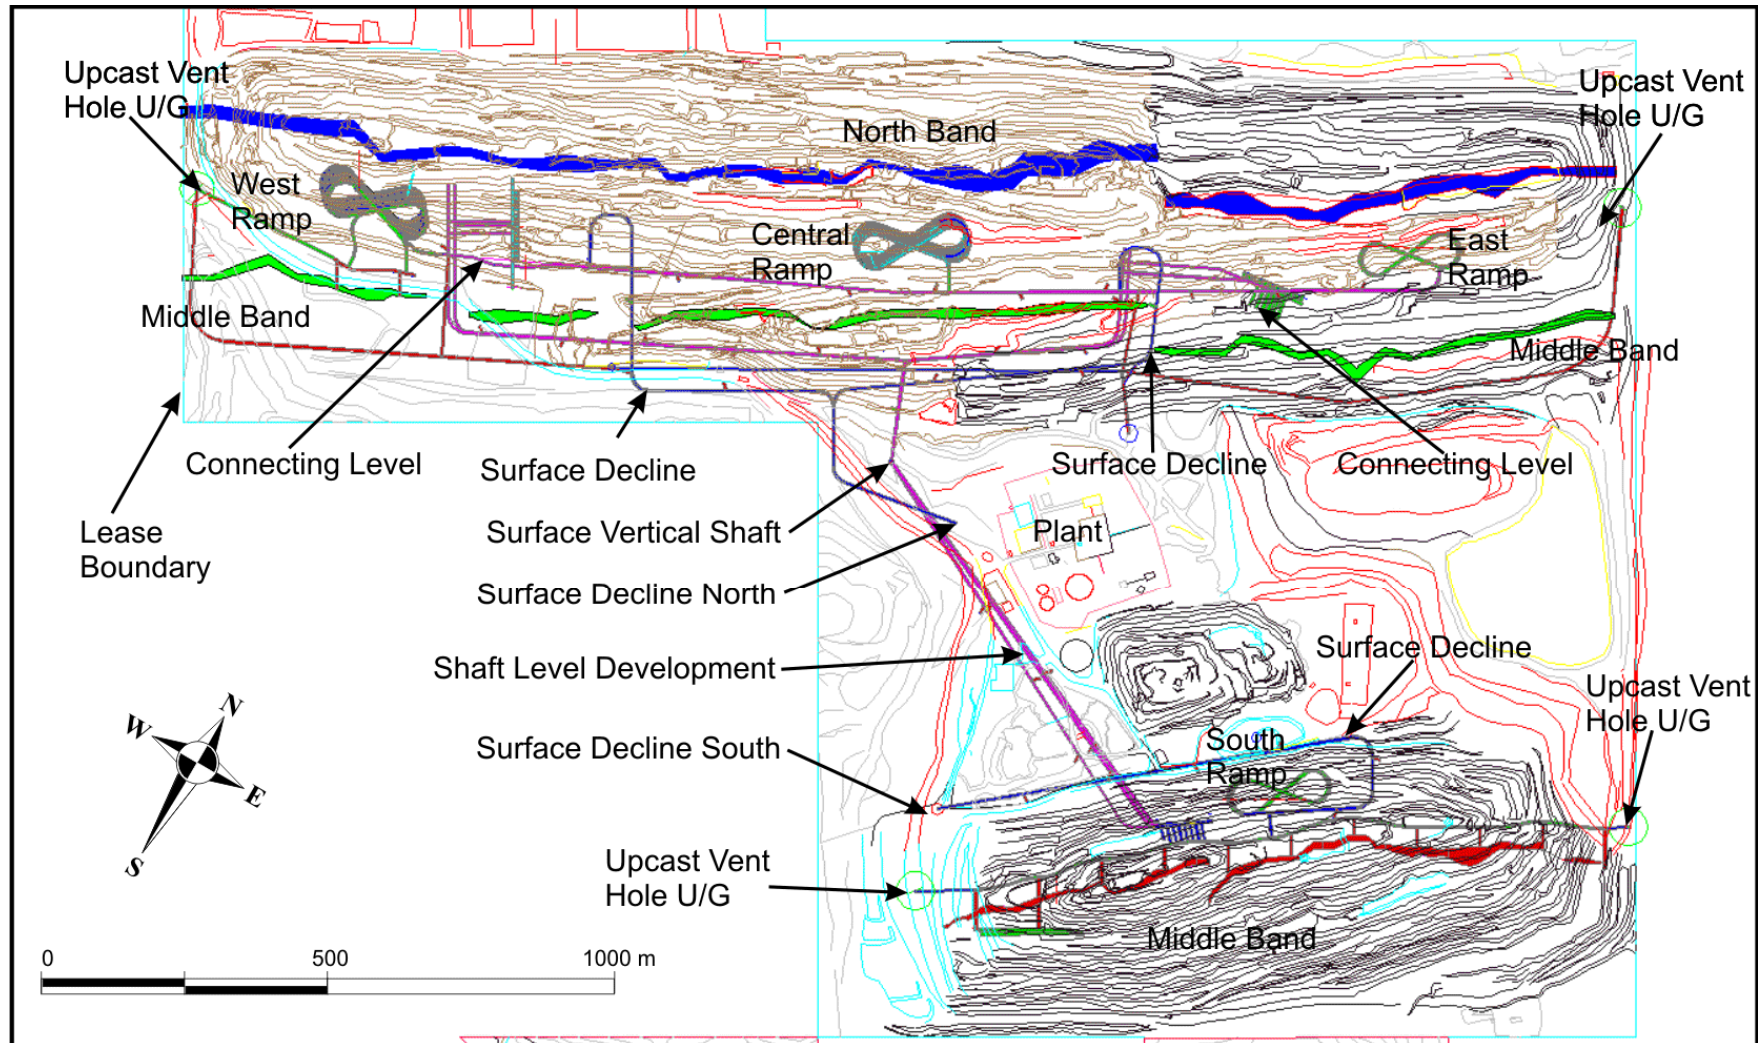 Upcast Vent
Hole U/G
Upcast Vent
Hole U/G
North Band
West
Ramp
Central
Ramp
East
Ramp
Middle Band
Middle Band
Connecting Level
Surface Decline
Surface Decline
Connecting Level
Lease
Boundary
Surface Vertical Shaft
Plant
Surface Decline North
Shaft Level Development
Surface Decline
Upcast Vent
Hole U/G
N
W
E
S
Surface Decline South
South
Ramp
Upcast Vent
Hole U/G
Middle Band
0 500 1000 m